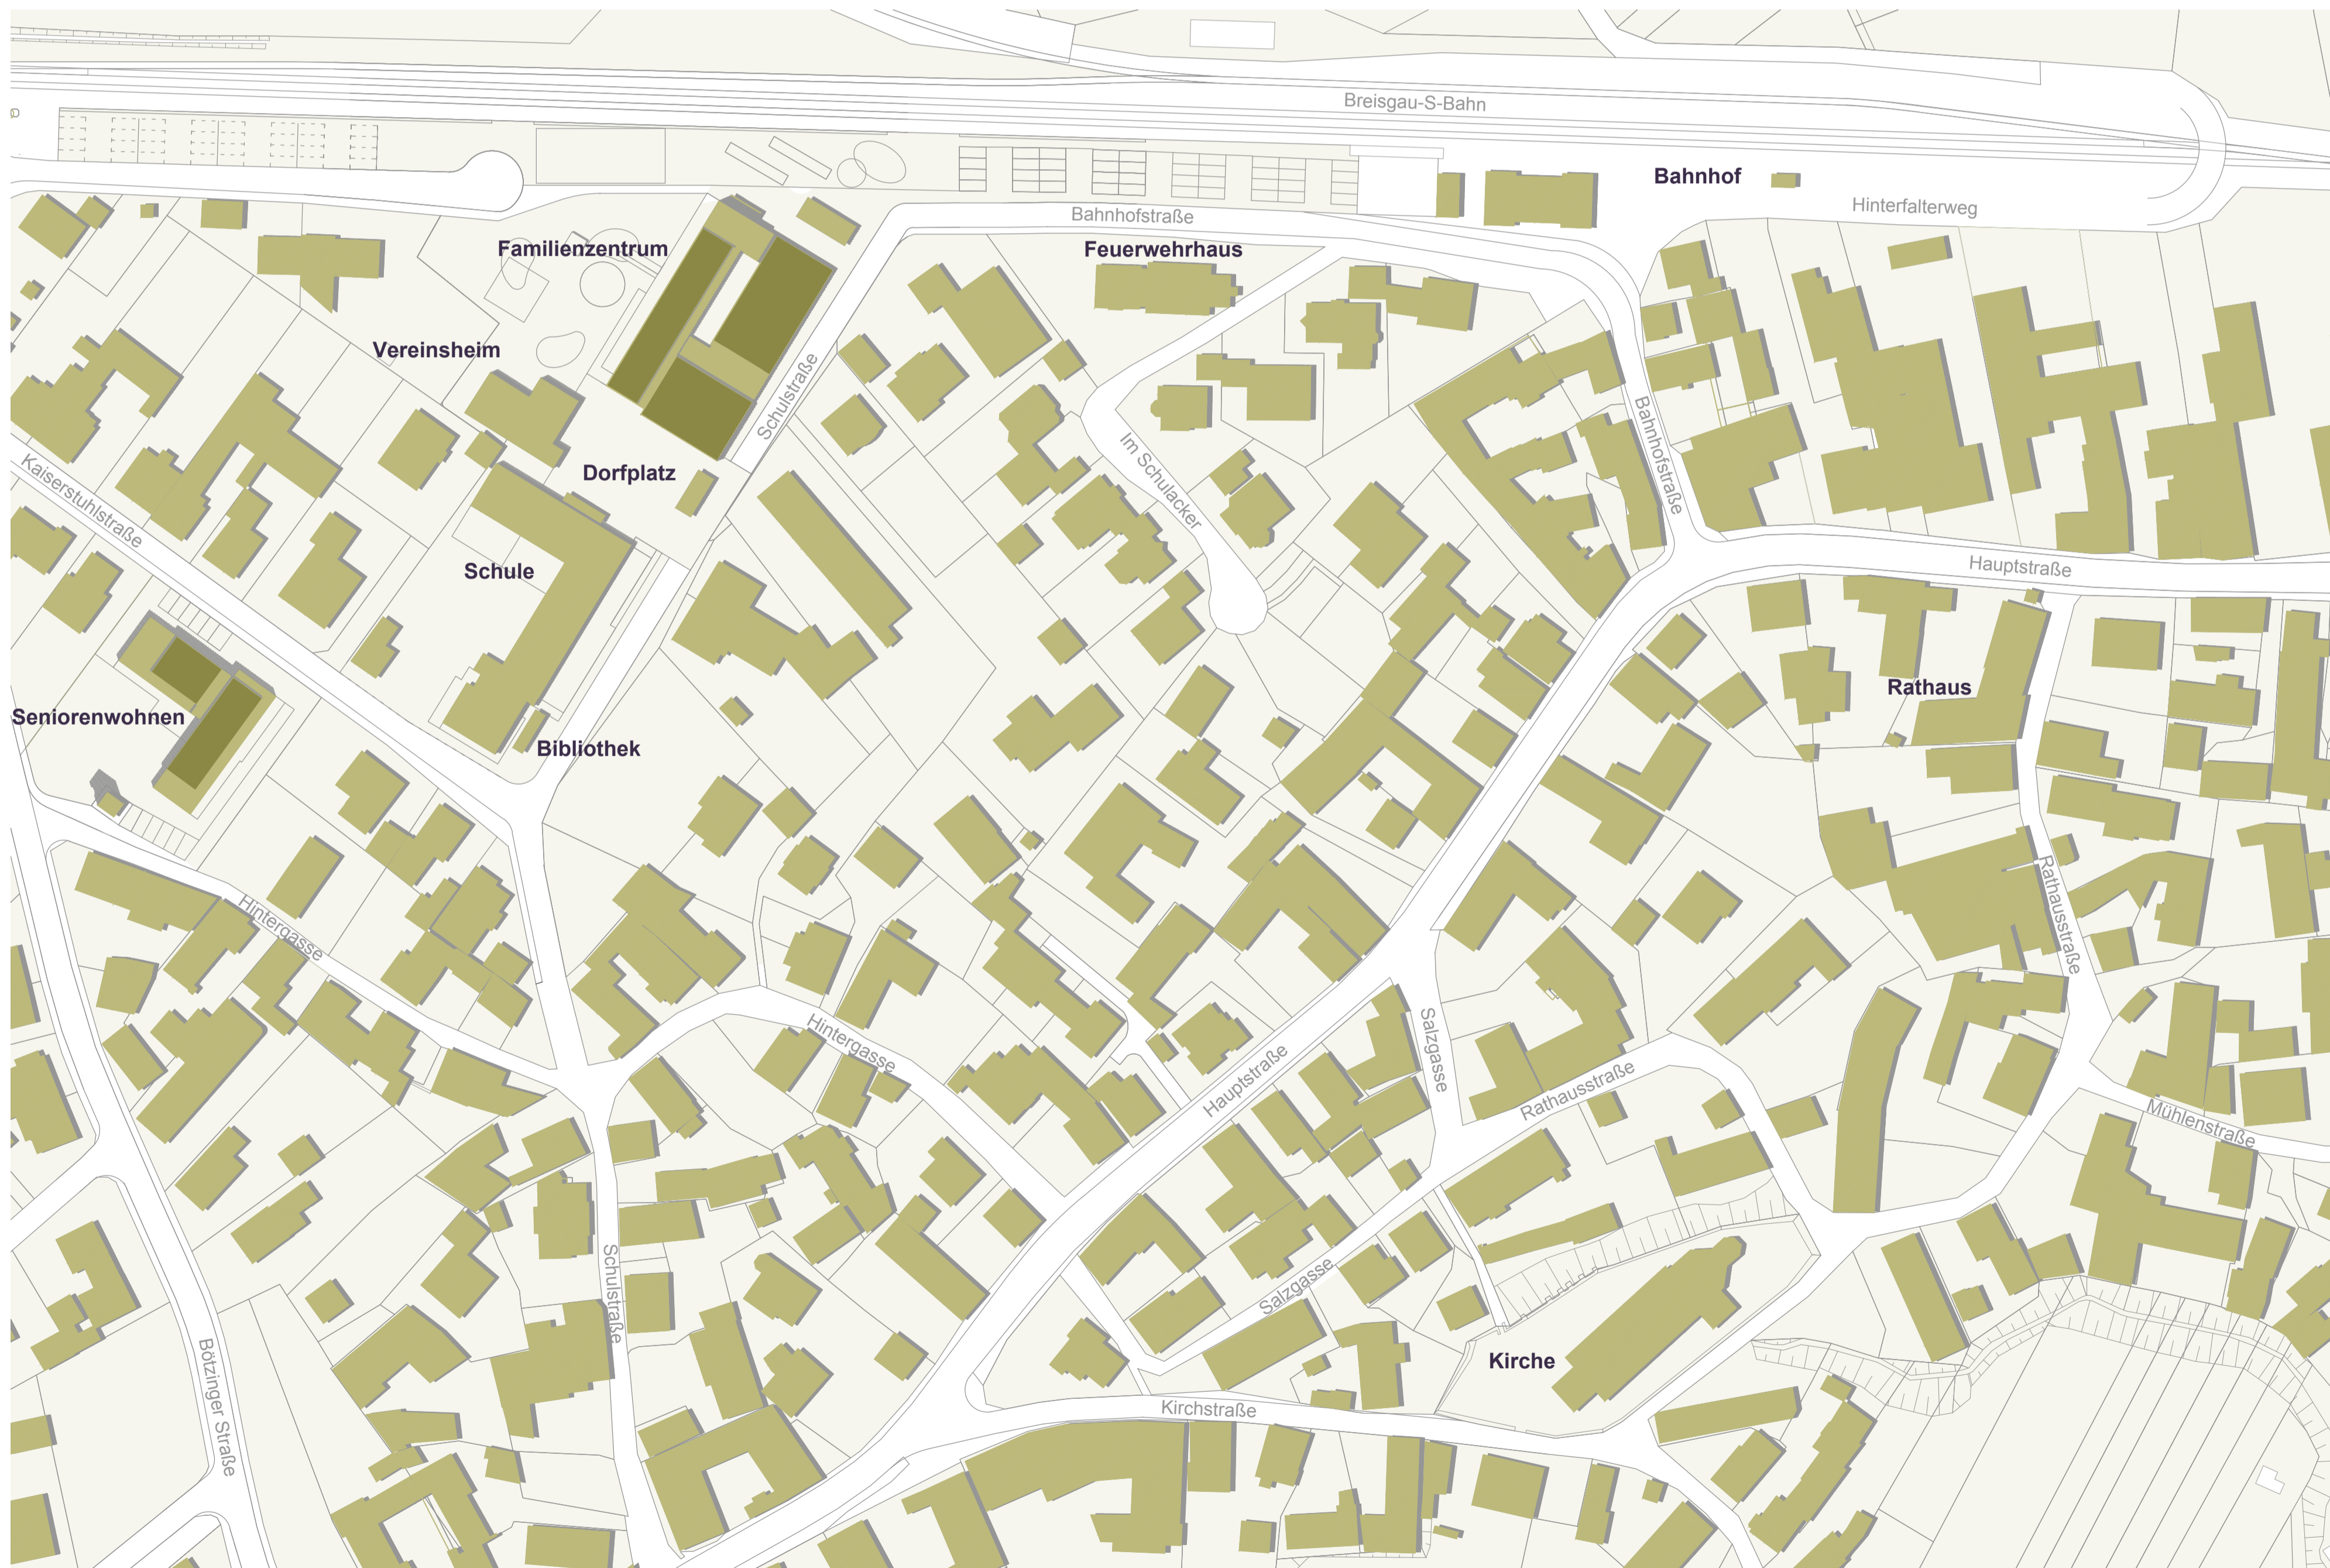 Breisgau-S-Bahn
Bahnhof
Hinterfalterweg
Bahnhofstraße
Familienzentrum
Feuerwehrhaus
Vereinsheim
Schulstraße
Im Schulacker
Bahnhofstraße
Kaiserstuhlstraße
Dorfplatz
Schule
Hauptstraße
Rathaus
Seniorenwohnen
Bibliothek
Hintergasse
Rathausstraße
Hintergasse
Hauptstraße
Salzgasse
Rathausstraße
Mühlenstraße
Schulstraße
Salzgasse
Bötzinger Straße
Kirche
Kirchstraße